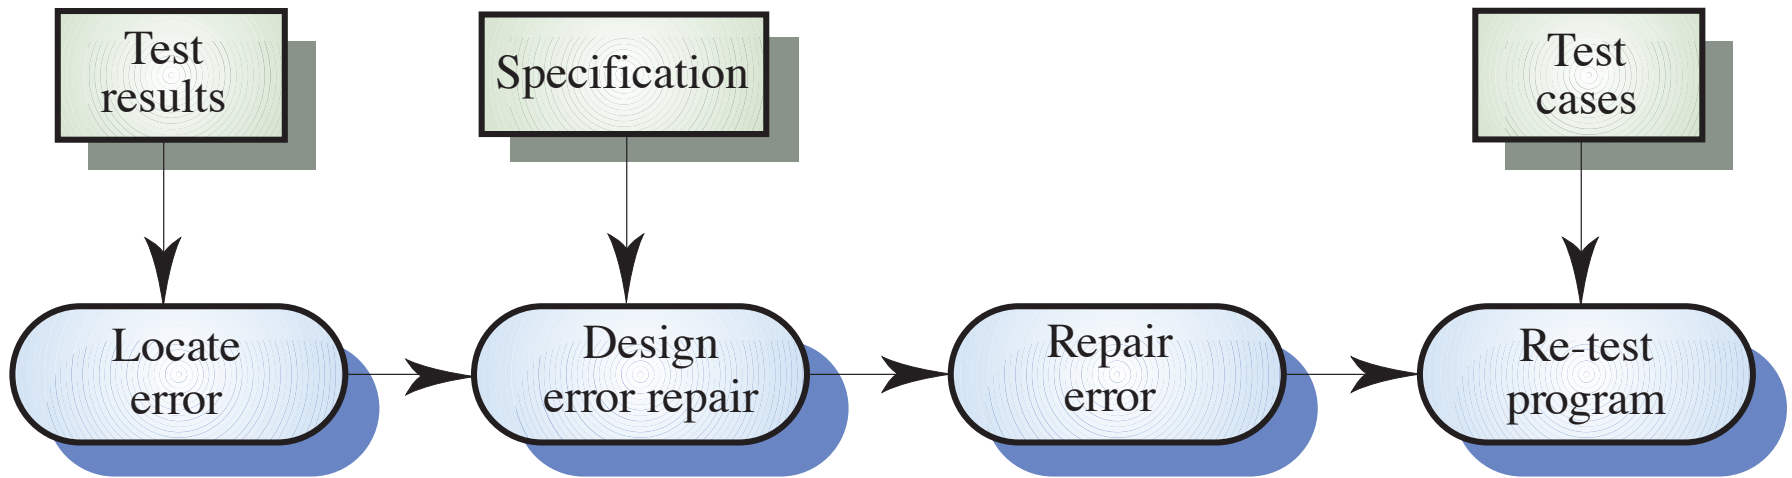 Test
results
Specification
Test
cases
Locate
error
Design
error repair
Repair
error
Re-test
program